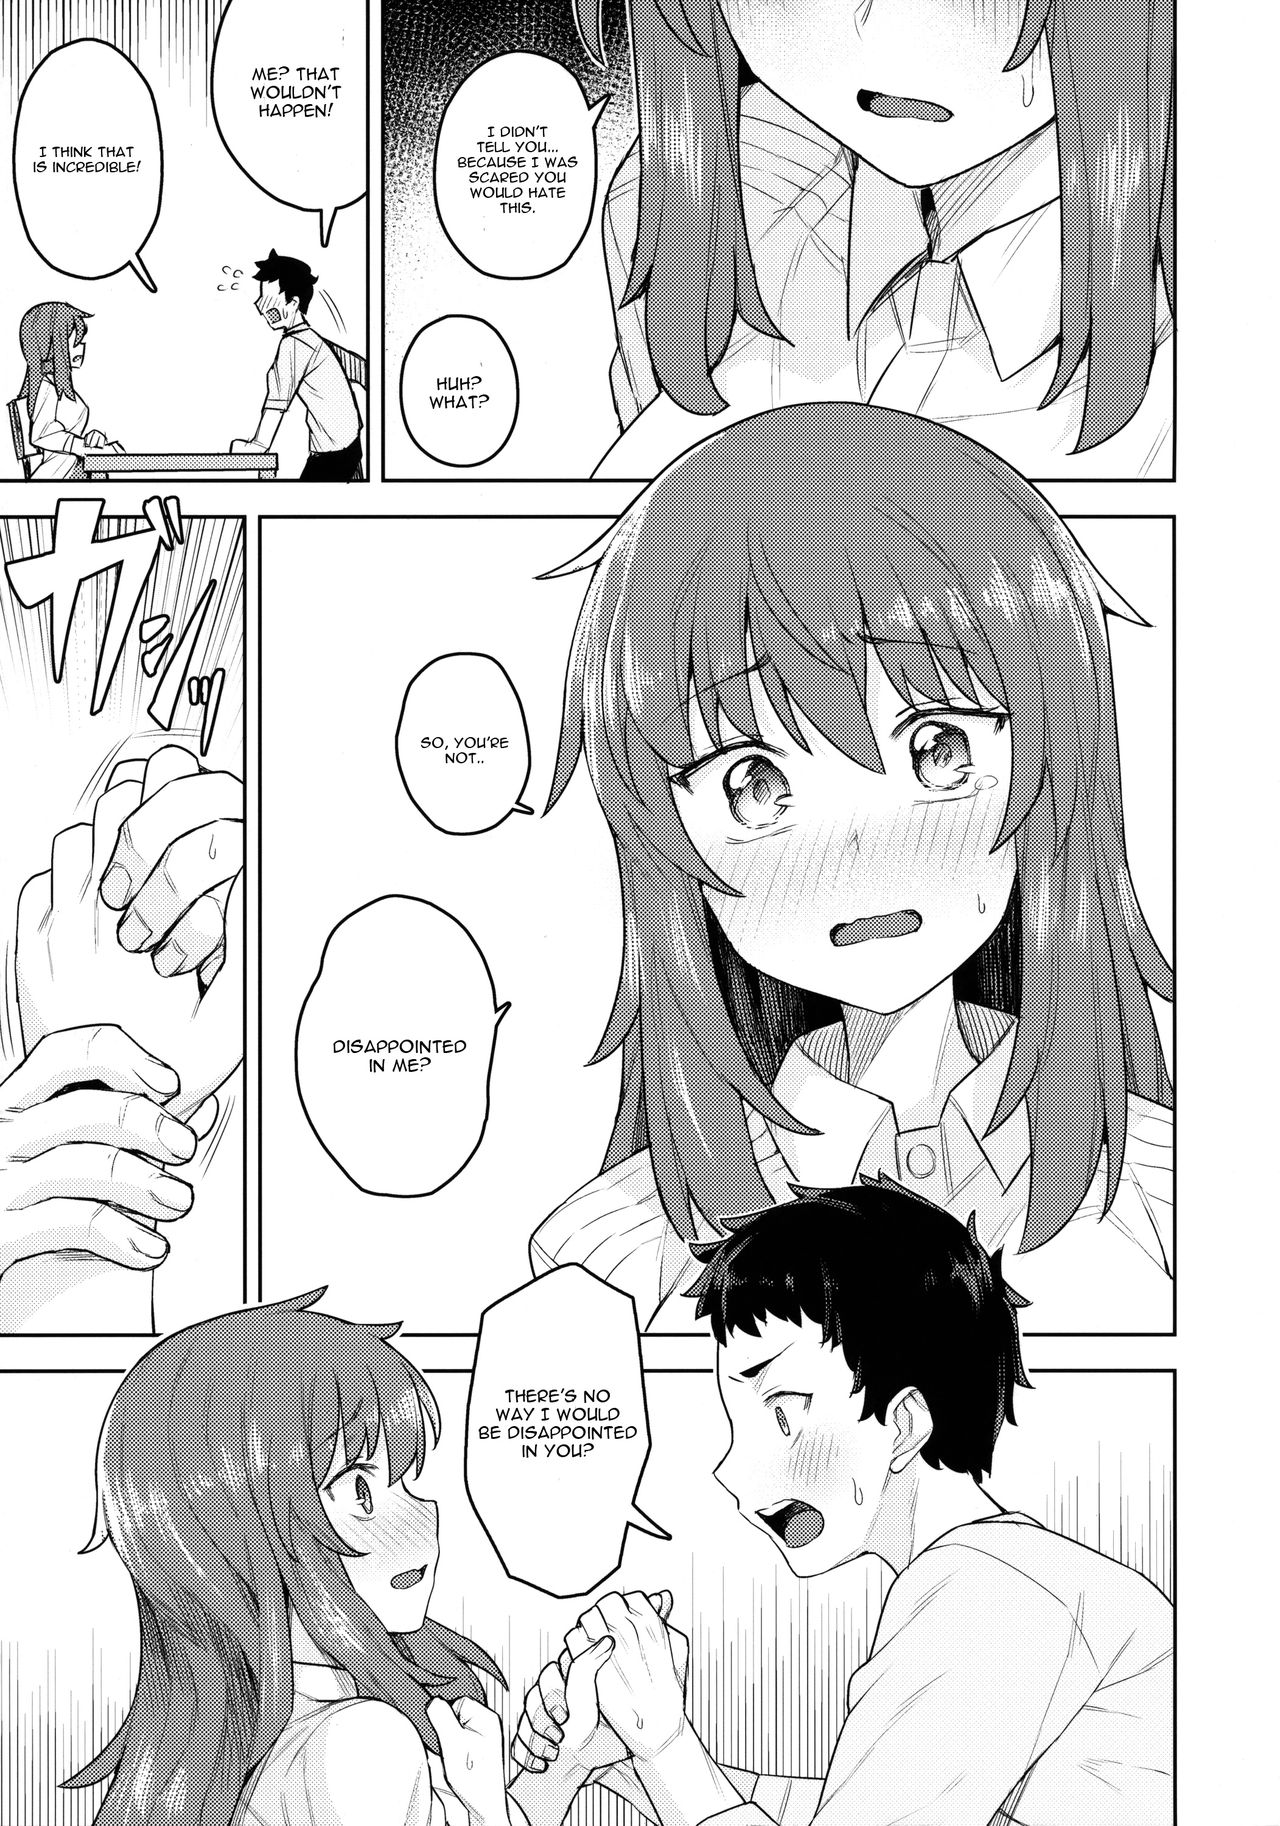 I DIDN'T
TELL YOU...
BECAUSE I WAS
SCARED YOU
WOULD HATE
THIS.
HUH?
WHAT?
ME? THAT
WOULDN'T
HAPPEN!
I THINK THAT
IS INCREDIBLE!
SO, YOU'RE
NOT..
DISAPPOINTED
IN ME?
ガシッ
THERE'S NO
WAY I WOULD
BE DISAPPOINTED
IN YOU?